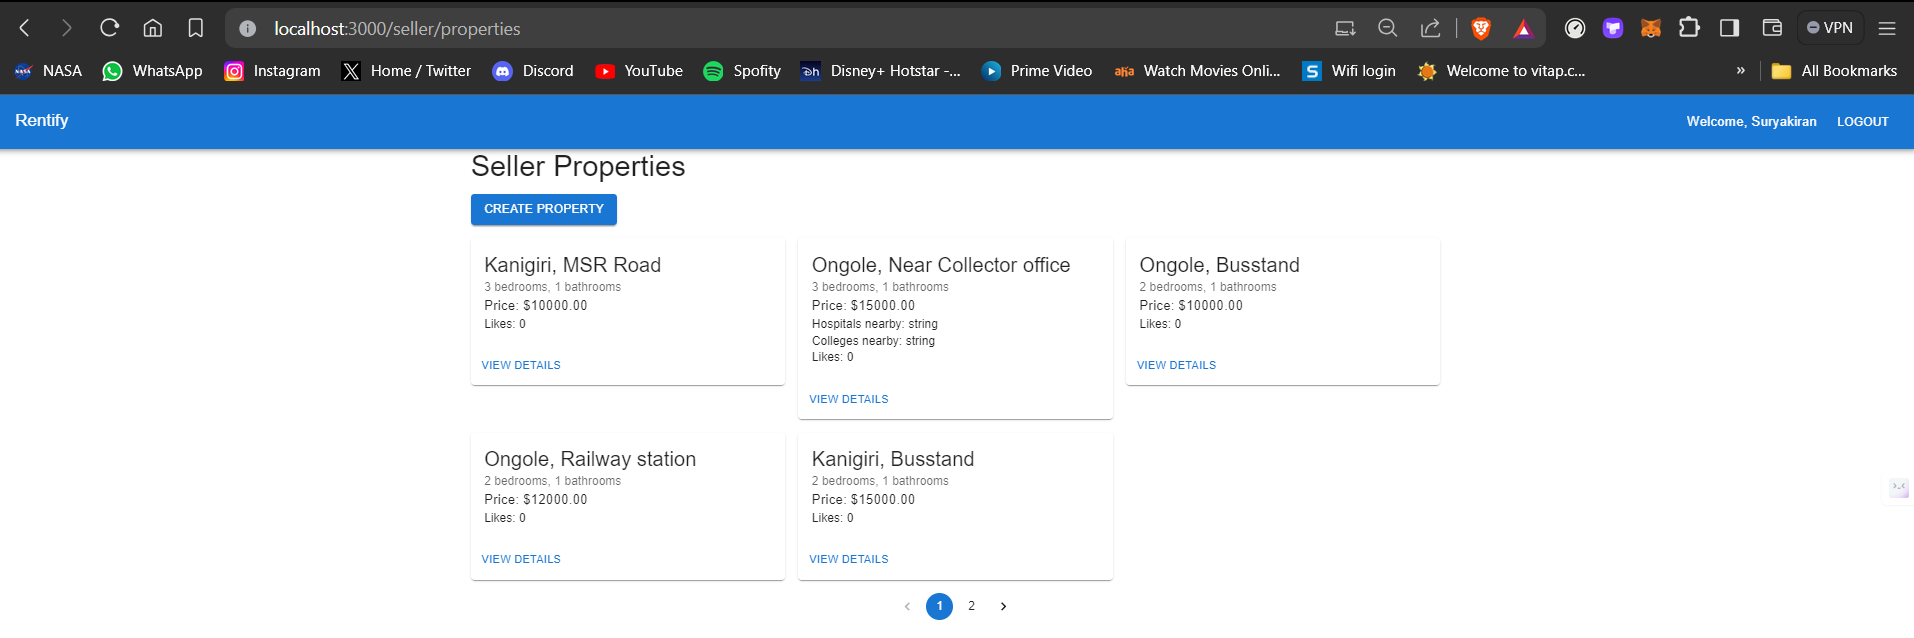 localhost:3000/seller/properties
VPN
NASA WhatsApp Instagram Home / Twitter Discord YouTube Spofity Disney+ Hotstar -... Prime Video Watch Movies Onli... Wifi login Welcome to vitap.c... » All Bookmarks
Rentify Welcome, Suryakiran LOGOUT
Seller Properties
CREATE PROPERTY
Kanigiri, MSR Road
3 bedrooms, 1 bathrooms
Price: $10000.00
Likes: 0
VIEW DETAILS
Ongole, Near Collector office
3 bedrooms, 1 bathrooms
Price: $15000.00
Hospitals nearby: string
Colleges nearby: string
Likes: 0
VIEW DETAILS
Ongole, Busstand
2 bedrooms, 1 bathrooms
Price: $10000.00
Likes: 0
VIEW DETAILS
Ongole, Railway station
2 bedrooms, 1 bathrooms
Price: $12000.00
Likes: 0
VIEW DETAILS
Kanigiri, Busstand
2 bedrooms, 1 bathrooms
Price: $15000.00
Likes: 0
VIEW DETAILS
‹ 1 2 ›